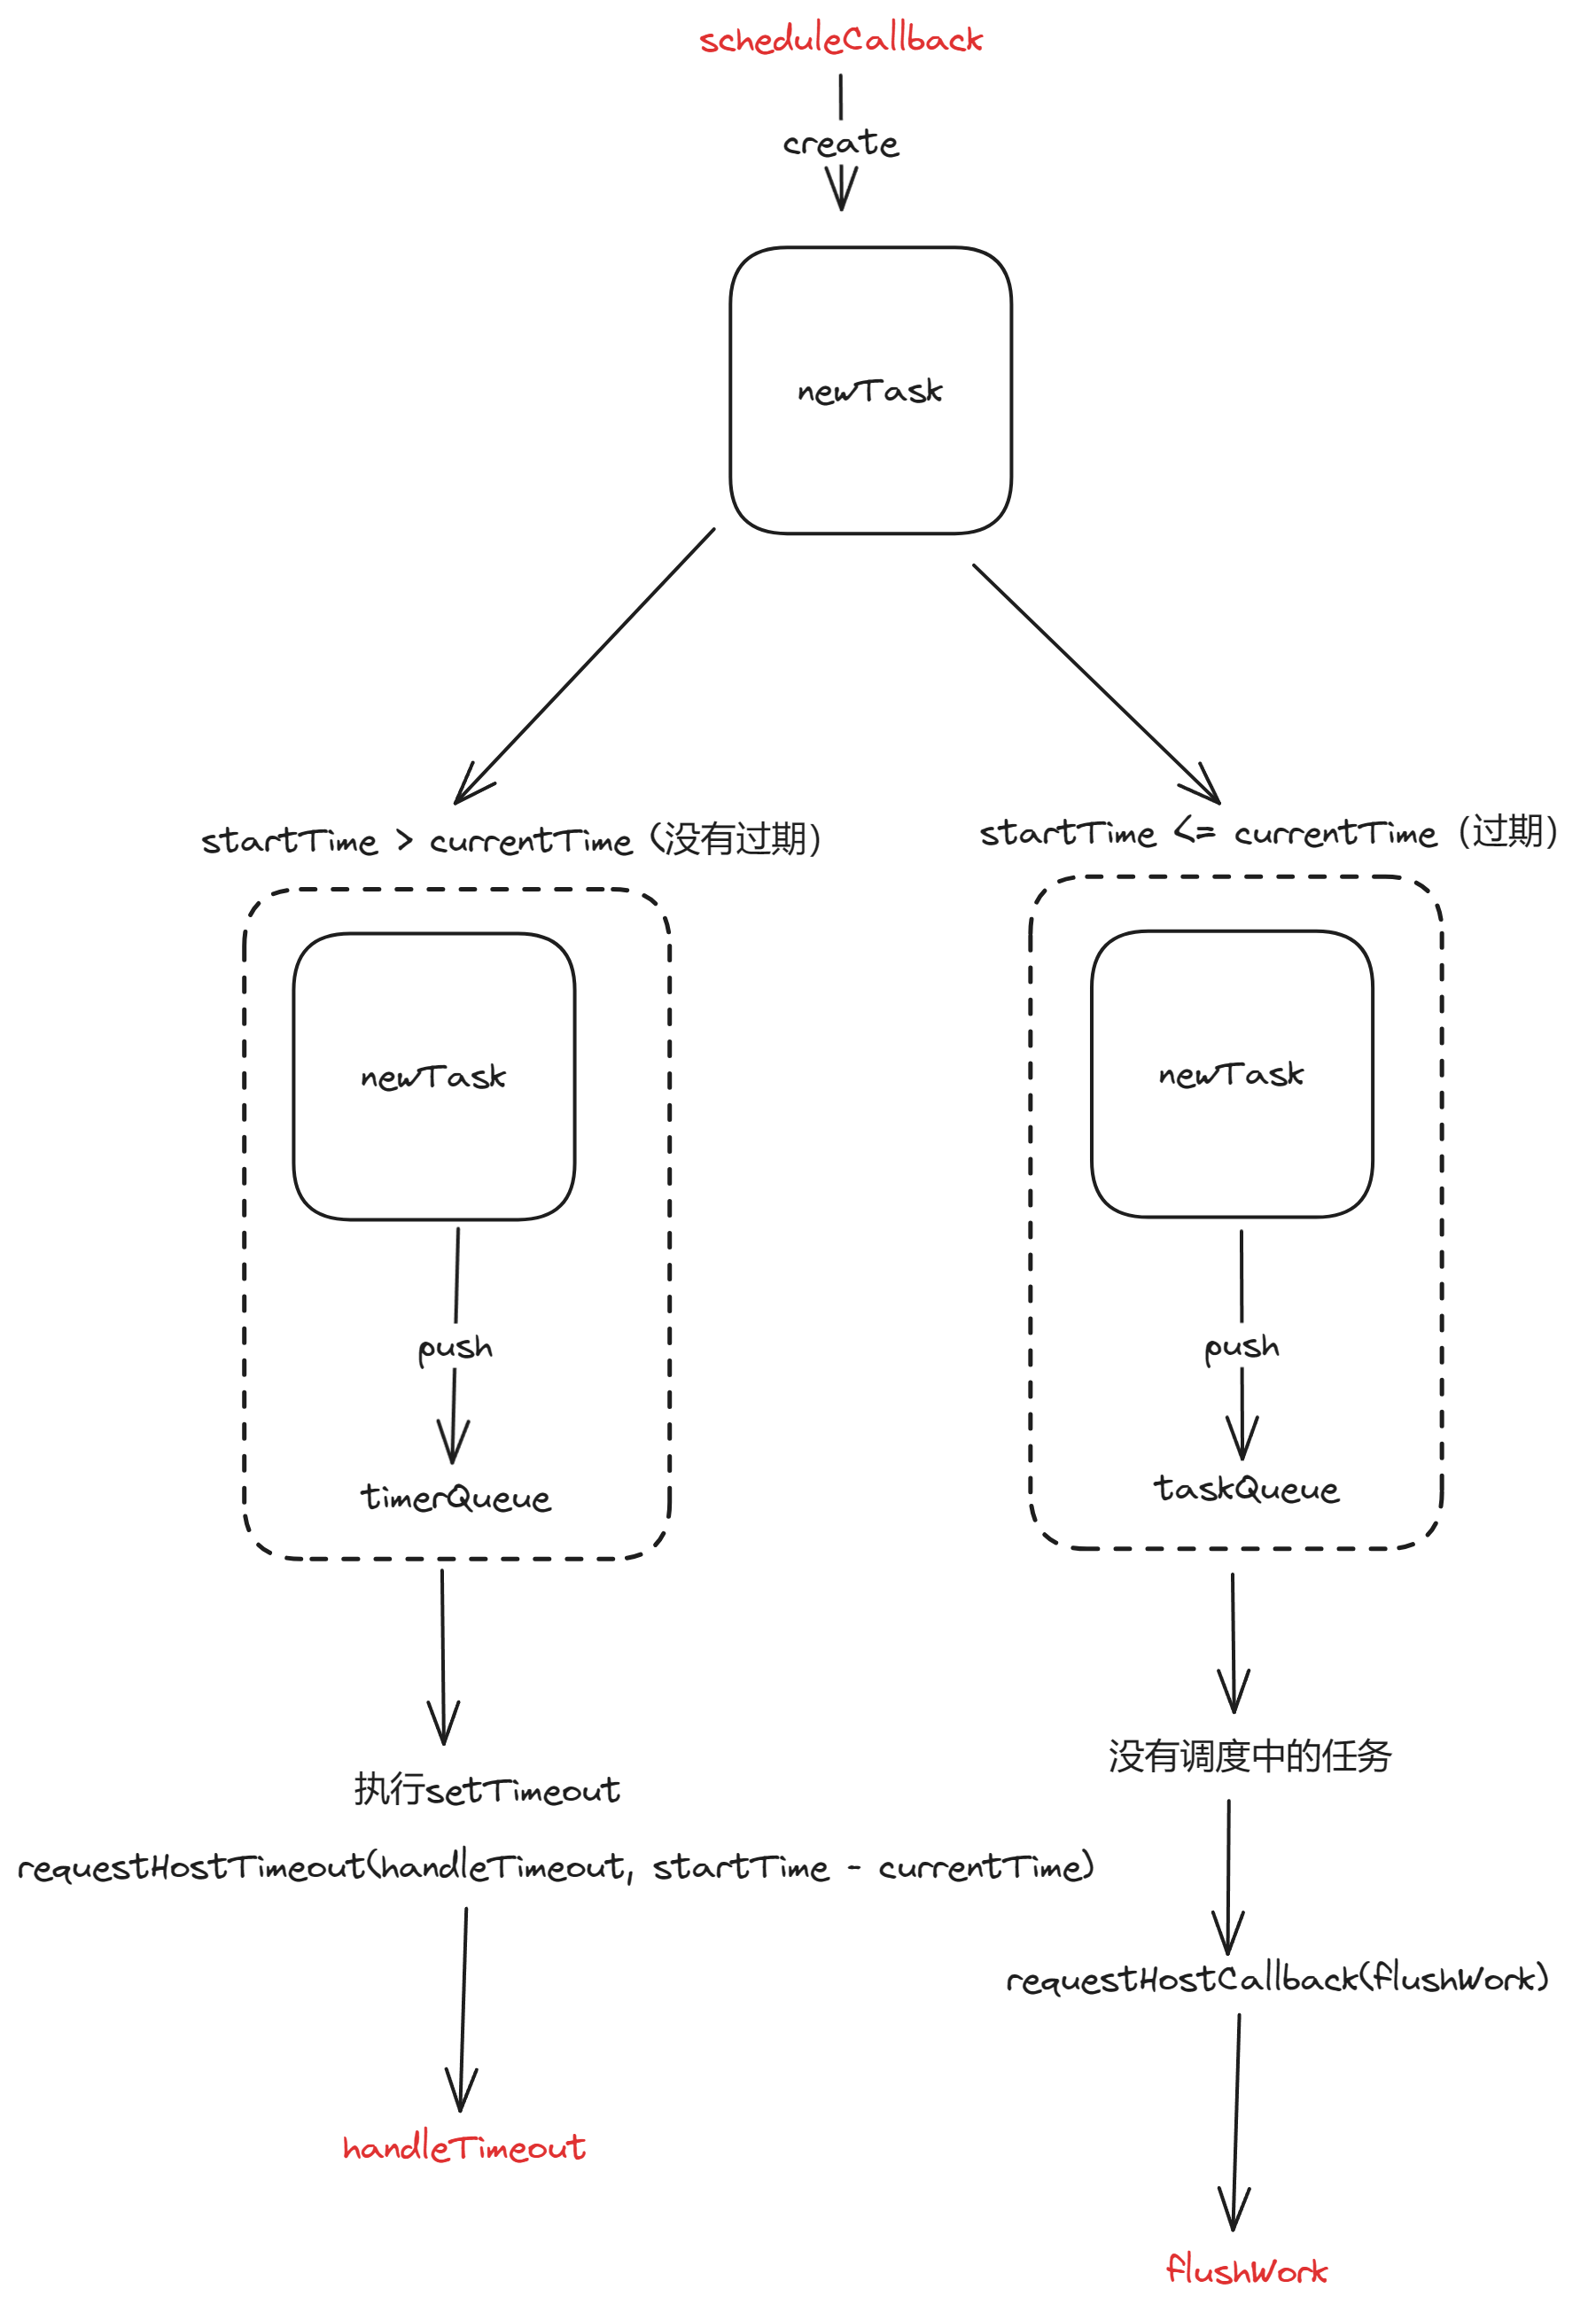 scheduleCallback
create
newTask
startTime > currentTime（没有过期）
startTime <= currentTime（过期）
newTask
newTask
push
push
timerQueue
taskQueue
没有调度中的任务
执行setTimeout
requestHostTimeout(handleTimeout, startTime - currentTime)
requestHostCallback(flushWork)
handleTimeout
flushWork